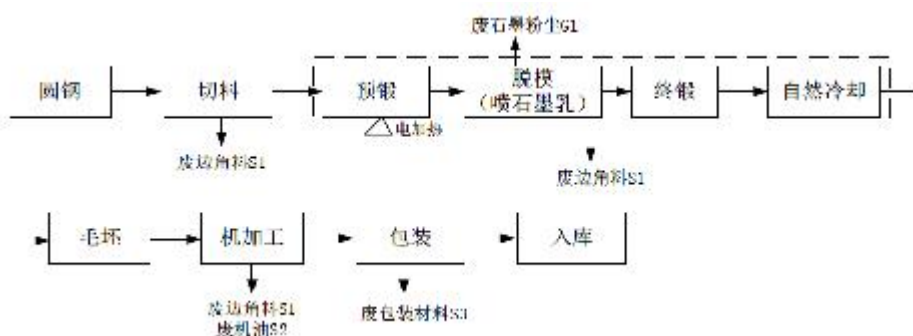 废石墨粉尘G1
圆钢
切料
预锻
脱模
（喷石墨乳）
终锻
自然冷却
电加热
废边角料S1
废边角料S1
毛坯
机加工
包装
入库
废边角料S1
废机油S2
废包装材料S3